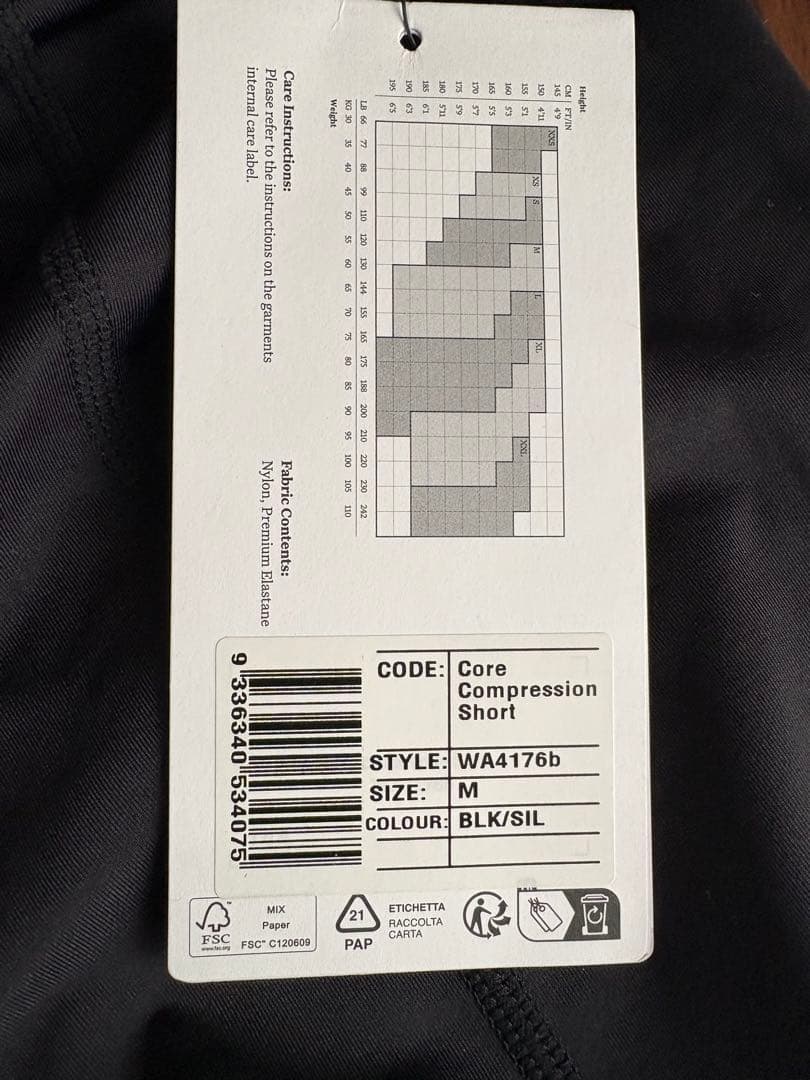 Height
CM | FT/IN
145 4'9
150 4'11
155 5'1
160 5'3
165 5'5
170 5'7
175 5'9
180 5'11
185 6'1
190 6'3
195 6'5
XXS
XS
S
M
L
XL
XXL
LB 66 77 88 99 110 120 130 144 155 165 175 188 200 210 220 230 242
KG 30 35 40 45 50 55 60 65 70 75 80 85 90 95 100 105 110
Weight
Care Instructions:
Please refer to the instructions on the garments
internal care label.
Fabric Contents:
Nylon, Premium Elastane
CODE: Core
Compression
Short
STYLE: WA4176b
SIZE: M
COLOUR: BLK/SIL
9 336340 534075
FSC™
www.fsc.org
MIX
Paper
FSC™ C120609
21
PAP
ETICHETTA
RACCOLTA
CARTA